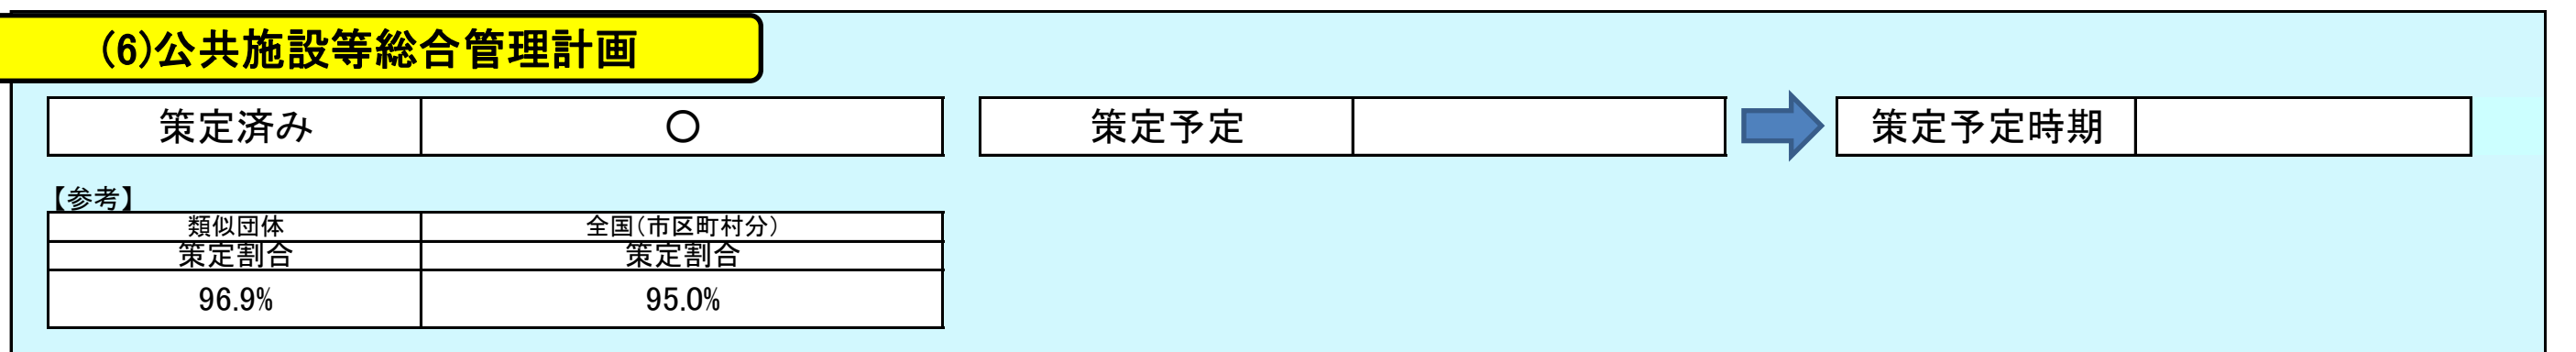 (6)公共施設等総合管理計画
策定済み ○ 策定予定 策定予定時期
【参考】
類似団体 全国(市区町村分)
策定割合 策定割合
96.9% 95.0%